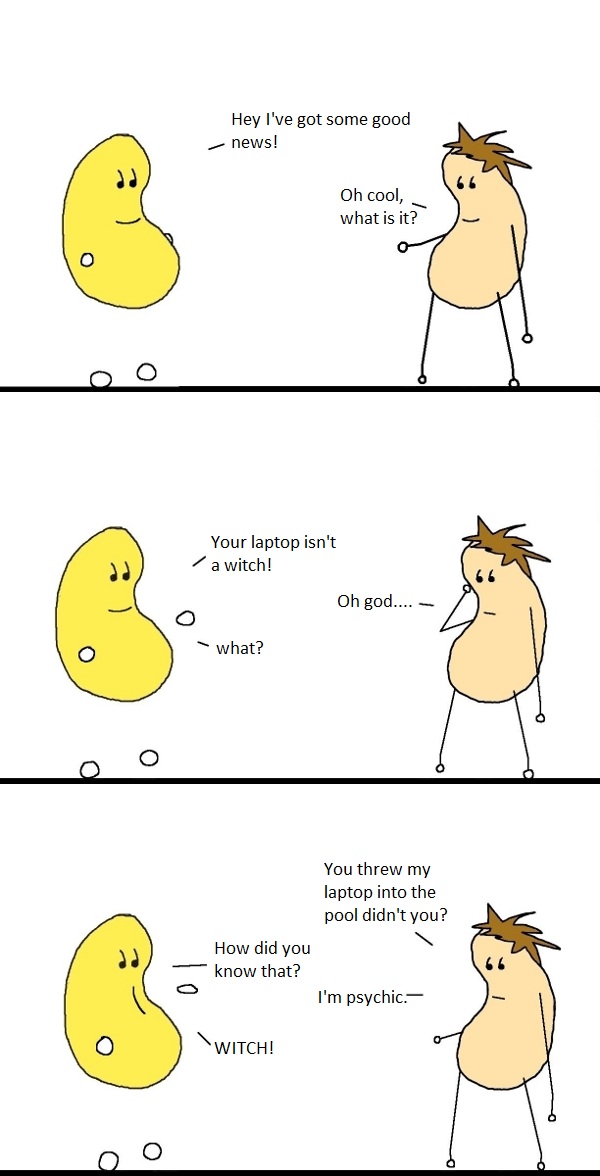 Hey I've got some good
news!
Oh cool,
what is it?
Your laptop isn't
a witch!
Oh god....
what?
You threw my
laptop into the
pool didn't you?
How did you
know that?
I'm psychic.
WITCH!